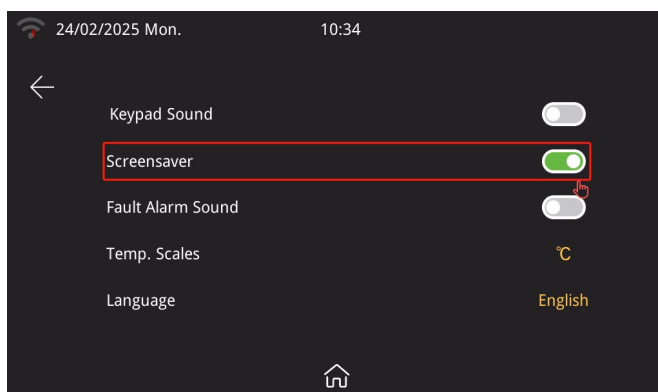 24/02/2025 Mon. 10:34
Keypad Sound
Screensaver
Fault Alarm Sound
Temp. Scales ℃
Language English